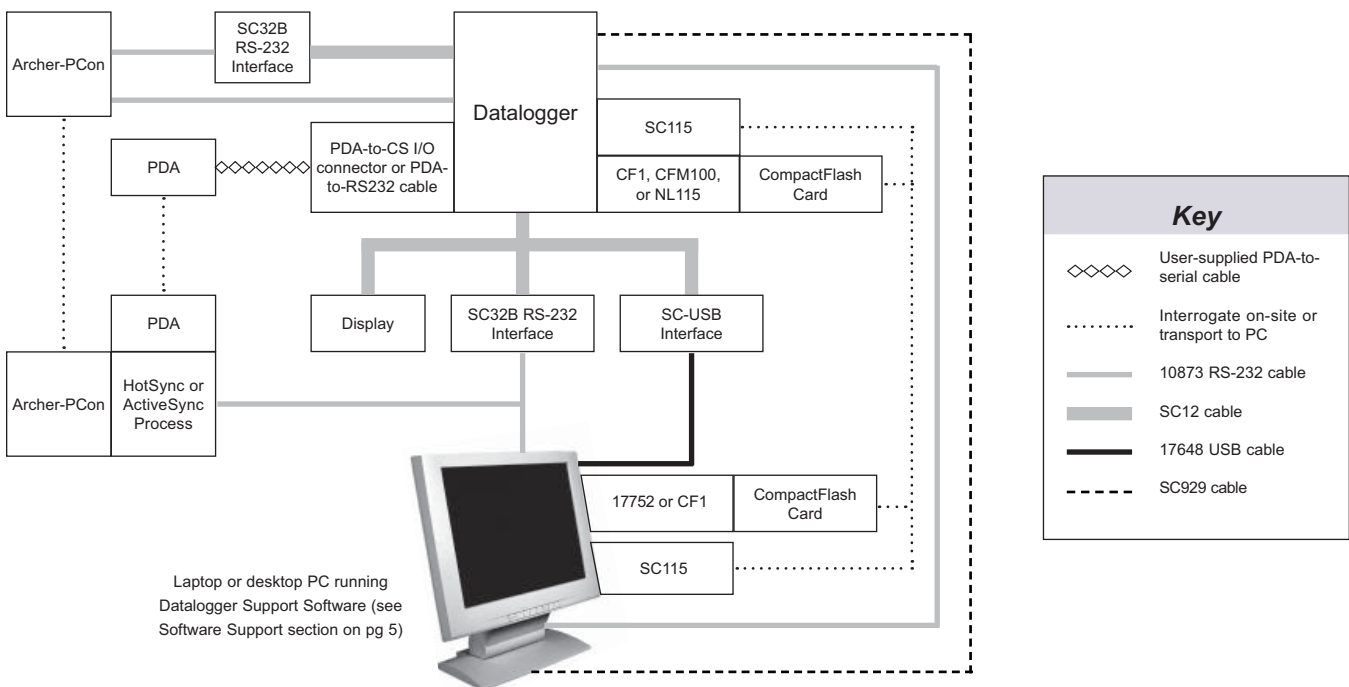 Archer-PCon
SC32B
RS-232
Interface
Datalogger
SC115
PDA
PDA-to-CS I/O
connector or PDA-
to-RS232 cable
CF1, CFM100,
or NL115
CompactFlash
Card
PDA
Display
SC32B RS-232
Interface
SC-USB
Interface
Archer-PCon
HotSync or
ActiveSync
Process
17752 or CF1
CompactFlash
Card
SC115
Laptop or desktop PC running
Datalogger Support Software (see
Software Support section on pg 5)
Key
User-supplied PDA-to-
serial cable
Interrogate on-site or
transport to PC
10873 RS-232 cable
SC12 cable
17648 USB cable
SC929 cable